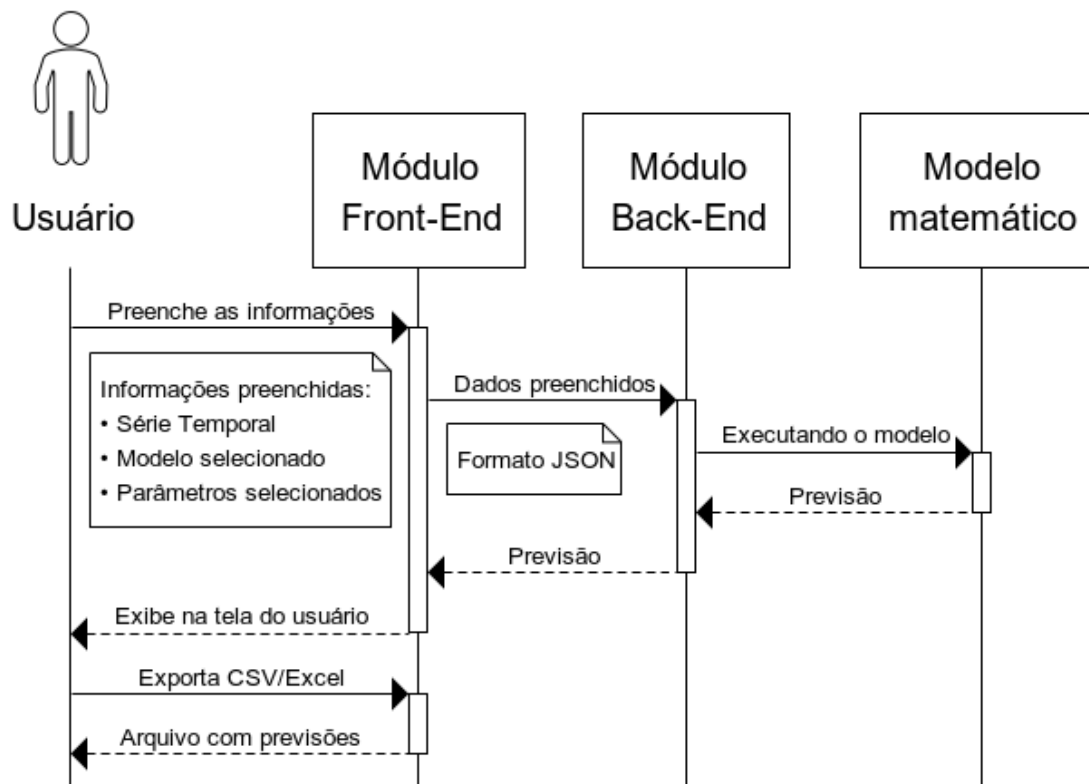 Usuário
Módulo
Front-End
Módulo
Back-End
Modelo
matemático
Preenche as informações
Informações preenchidas:
• Série Temporal
• Modelo selecionado
• Parâmetros selecionados
Dados preenchidos
Formato JSON
Executando o modelo
Previsão
Previsão
Exibe na tela do usuário
Exporta CSV/Excel
Arquivo com previsões